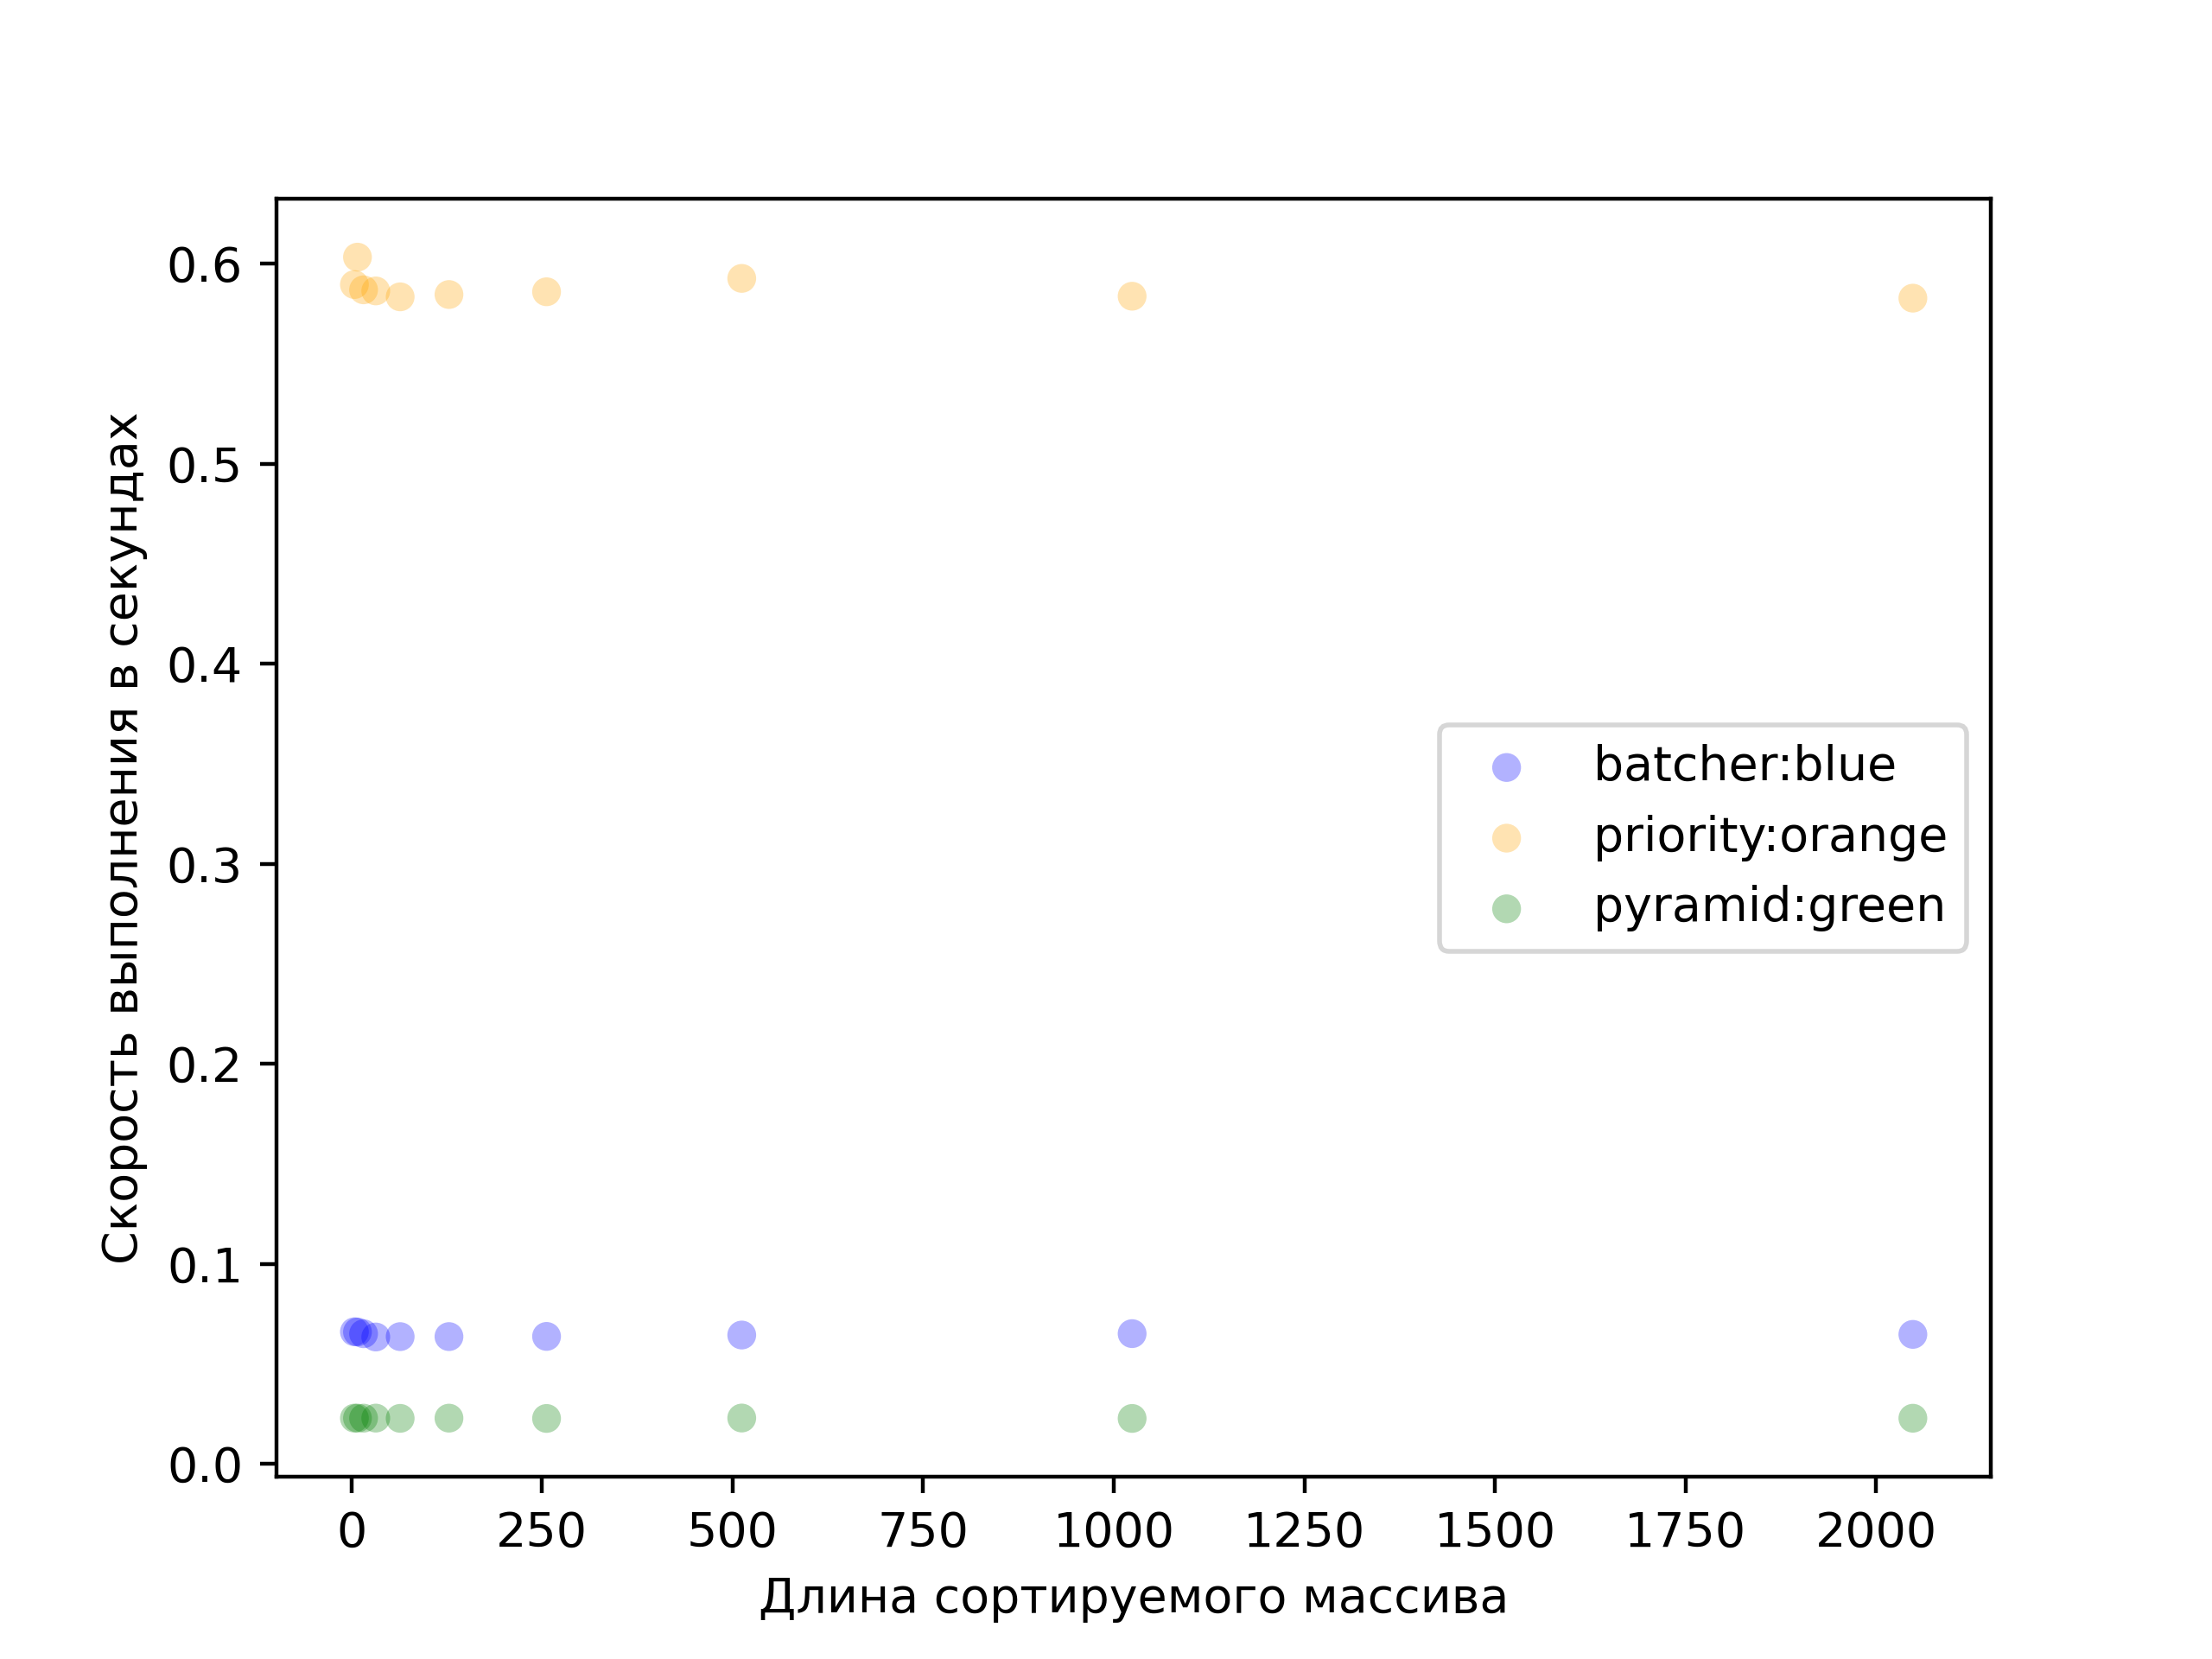 0.6
0.5
0.4
0.3
0.2
0.1
0.0
Скорость выполнения в секундах
batcher:blue
priority:orange
pyramid:green
0 250 500 750 1000 1250 1500 1750 2000
Длина сортируемого массива